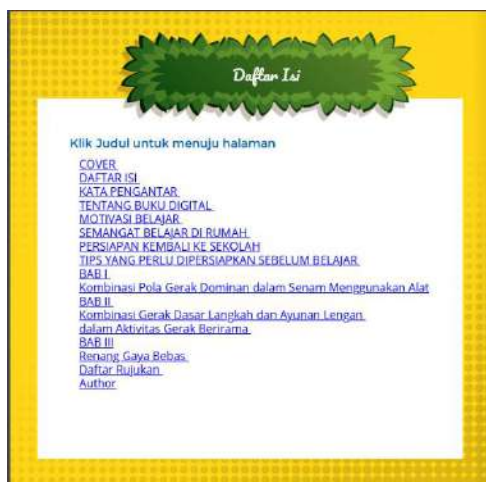 Daftar Isi
Klik Judul untuk menuju halaman
COVER
DAFTAR ISI
KATA PENGANTAR
TENTANG BUKU DIGITAL
MOTIVASI BELAJAR
SEMANGAT BELAJAR DI RUMAH
PERSIAPAN KEMBALI KE SEKOLAH
TIPS YANG PERLU DIPERSIAPKAN SEBELUM BELAJAR
BAB I
Kombinasi Pola Gerak Dominan dalam Senam Menggunakan Alat
BAB II
Kombinasi Gerak Dasar Langkah dan Ayunan Lengan
dalam Aktivitas Gerak Berirama
BAB III
Renang Gaya Bebas
Daftar Rujukan
Author